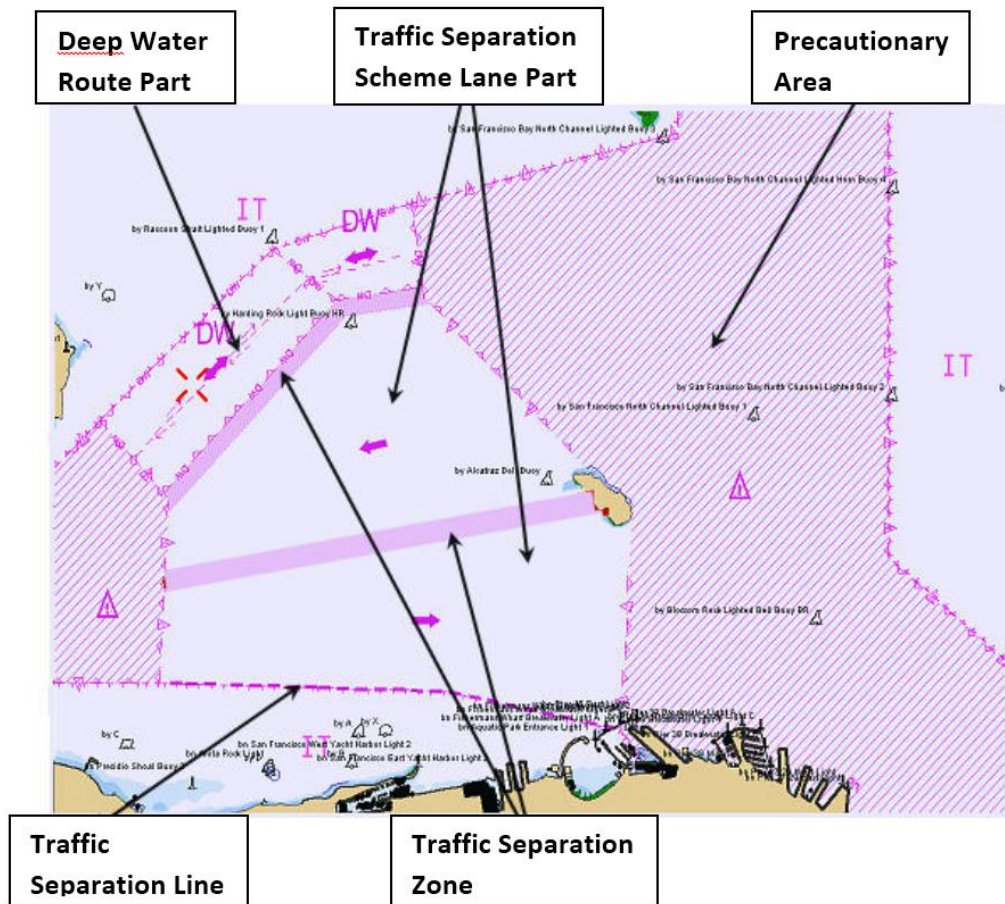 Deep Water
Route Part
Traffic Separation
Scheme Lane Part
Precautionary
Area
by San Francisco Bay North Channel Lighted Buoy 3
by San Francisco Bay North Channel Lighted Horn Buoy 4
IT
by Raccoon Strait Lighted Buoy 1
DW
by Y
Harding Rock Light Buoy HR
DW
IT
by San Francisco Bay North Channel Lighted Buoy 2
by San Francisco North Channel Lighted Buoy 1
by Alcatraz Bell Buoy
by Blossom Rock Lighted Bell Buoy BR
by A
by X
by C
bn San Francisco West Yacht Harbor Light 2
IT
bn San Francisco East Yacht Harbor Light
Traffic
Separation Line
Traffic Separation
Zone